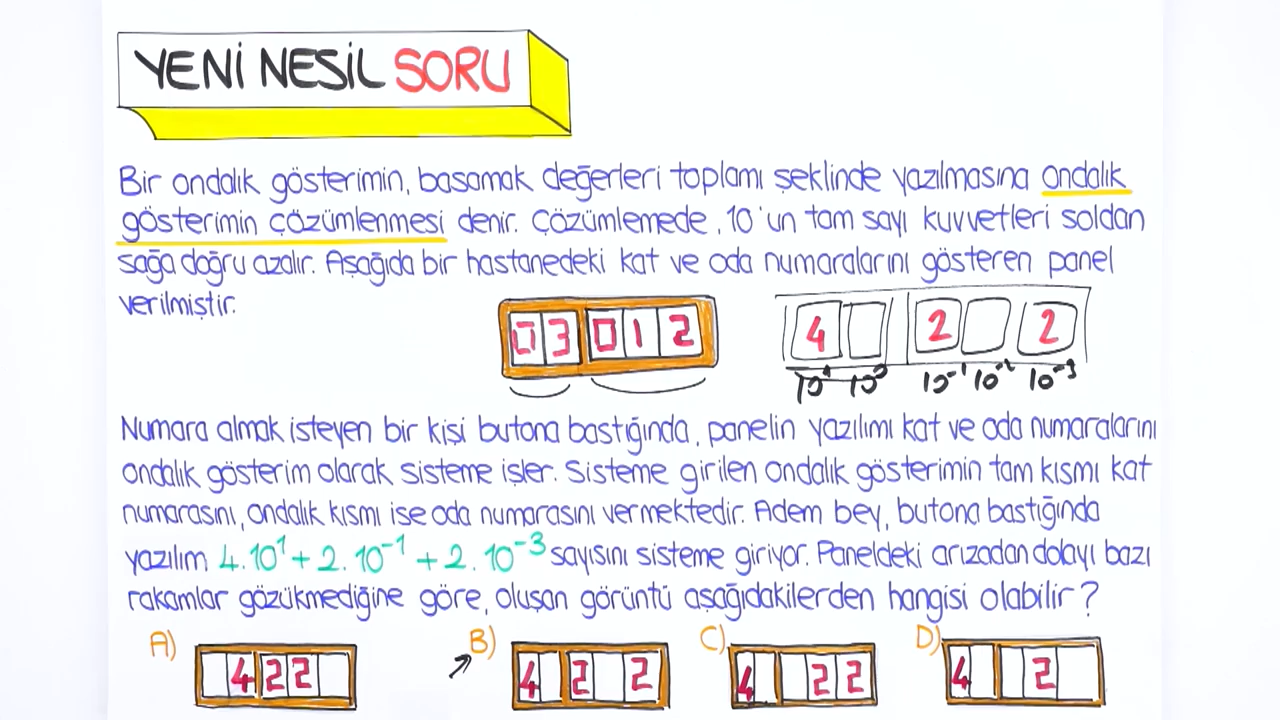 YENİ NESİL SORU
Bir ondalık gösterimin, basamak değerleri toplamı şeklinde yazılmasına ondalık
gösterimin çözümlenmesi denir. Çözümlemede, 10'un tam sayı kuvvetleri soldan
sağa doğru azalır. Aşağıda bir hastanedeki kat ve oda numaralarını gösteren panel
verilmiştir.
03 012
4 2 2
10¹ 10⁰ 10⁻¹ 10⁻² 10⁻³
Numara almak isteyen bir kişi butona bastığında, panelin yazılımı kat ve oda numaralarını
ondalık gösterim olarak sisteme işler. Sisteme girilen ondalık gösterimin tam kısmı kat
numarasını, ondalık kısmı ise oda numarasını vermektedir. Adem bey, butona bastığında
yazılım 4.10¹ + 2.10⁻¹ + 2.10⁻³ sayısını sisteme giriyor. Paneldeki arızadan dolayı bazı
rakamlar gözükmediğine göre, oluşan görüntü aşağıdakilerden hangisi olabilir?
A) 4 2 2
B) 4 2 2
C) 4 2 2
D) 4 2